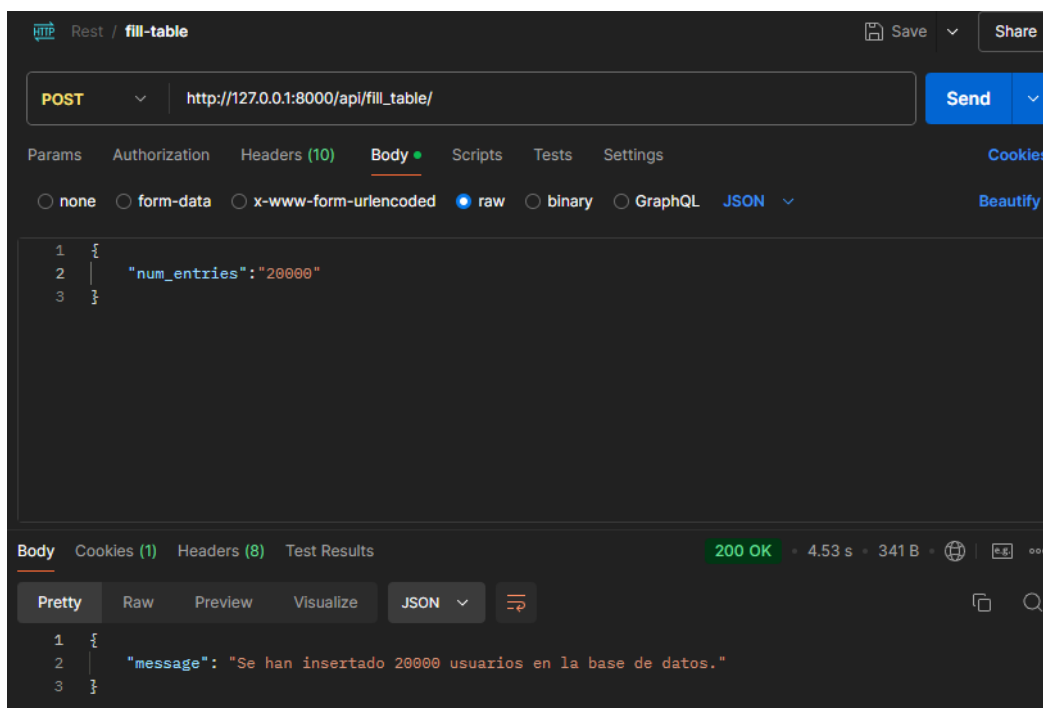 HTTP Rest / fill-table Save Share
POST http://127.0.0.1:8000/api/fill_table/ Send
Params Authorization Headers (10) Body Scripts Tests Settings Cookies
none form-data x-www-form-urlencoded raw binary GraphQL JSON Beautify
1 {
2 "num_entries":"20000"
3 }
Body Cookies (1) Headers (8) Test Results 200 OK 4.53 s 341 B e.g.
Pretty Raw Preview Visualize JSON
1 {
2 "message": "Se han insertado 20000 usuarios en la base de datos."
3 }